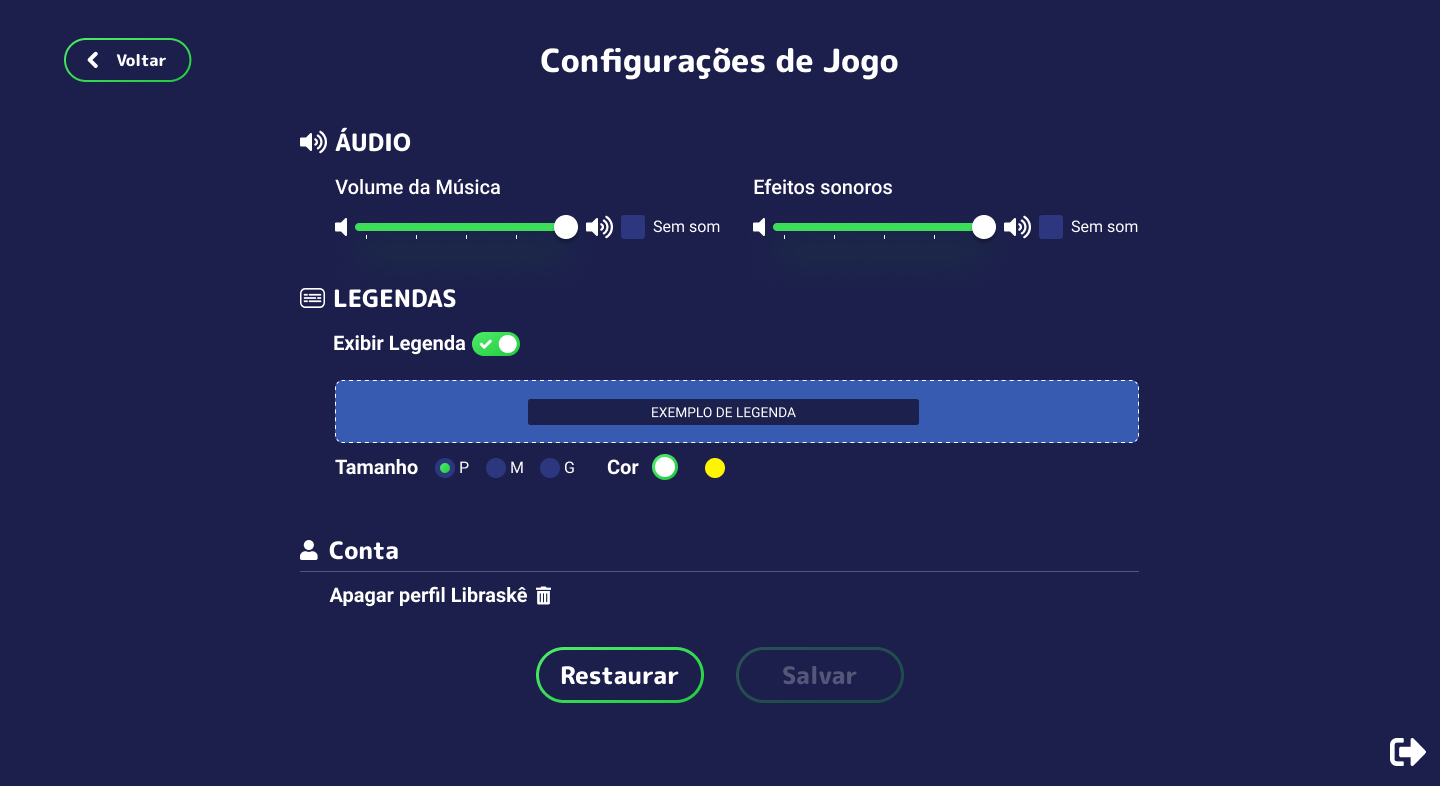 Voltar
Configurações de Jogo
ÁUDIO
Volume da Música
Efeitos sonoros
Sem som
Sem som
LEGENDAS
Exibir Legenda
EXEMPLO DE LEGENDA
Tamanho P M G Cor
Conta
Apagar perfil Libraskê
Restaurar
Salvar